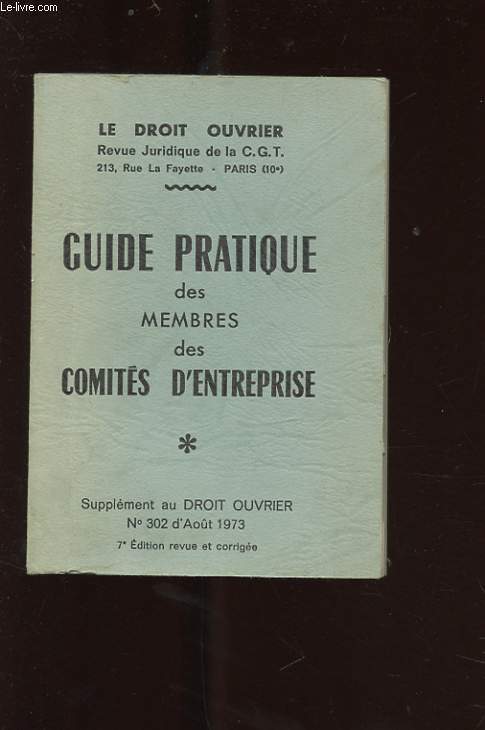 Le-livre.com
LE DROIT OUVRIER
Revue Juridique de la C.G.T.
213, Rue La Fayette - PARIS (10e)
GUIDE PRATIQUE
des
MEMBRES
des
COMITÉS D'ENTREPRISE
*
Supplément au DROIT OUVRIER
No 302 d'Août 1973
7e Édition revue et corrigée